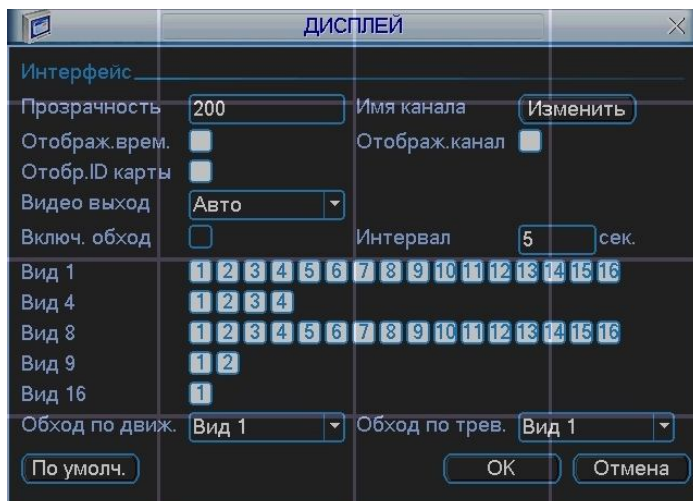 ДИСПЛЕЙ
Интерфейс
Прозрачность 200 Имя канала Изменить
Отображ.врем. Отображ.канал
Отобр.ID карты
Видео выход Авто
Включ. обход Интервал 5 сек.
Вид 1 1 2 3 4 5 6 7 8 9 10 11 12 13 14 15 16
Вид 4 1 2 3 4
Вид 8 1 2 3 4 5 6 7 8 9 10 11 12 13 14 15 16
Вид 9 1 2
Вид 16 1
Обход по движ. Вид 1 Обход по трев. Вид 1
По умолч. OK Отмена